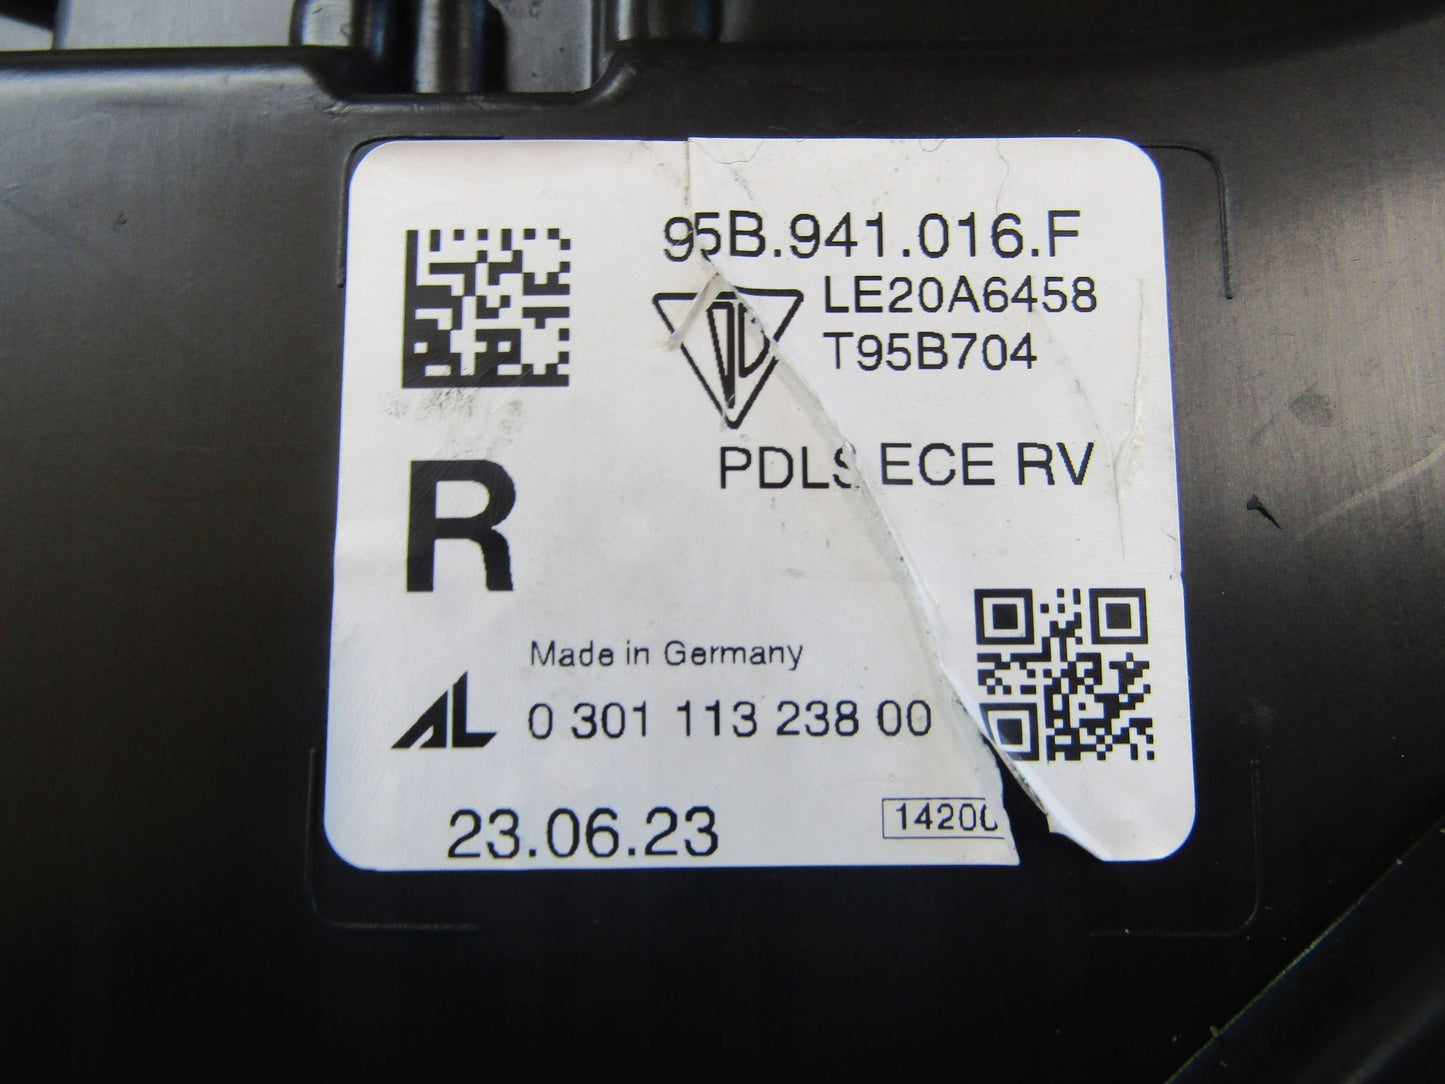 95B.941.016.F
LE20A6458
T95B704
PDLS ECE RV
R
Made in Germany
AL 0 301 113 238 00
23.06.23